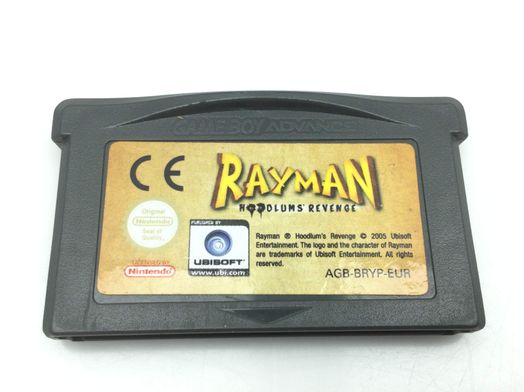 GAME BOY ADVANCE
CE
RAYMAN
HOODLUMS' REVENGE
Original
Nintendo
Seal of
Quality
PUBLISHED BY
UBISOFT
www.ubi.com
Rayman ® Hoodlum's Revenge © 2005 Ubisoft
Entertainment. The logo and the character of Rayman
are trademarks of Ubisoft Entertainment. All rights
reserved.
Nintendo
AGB-BRYP-EUR